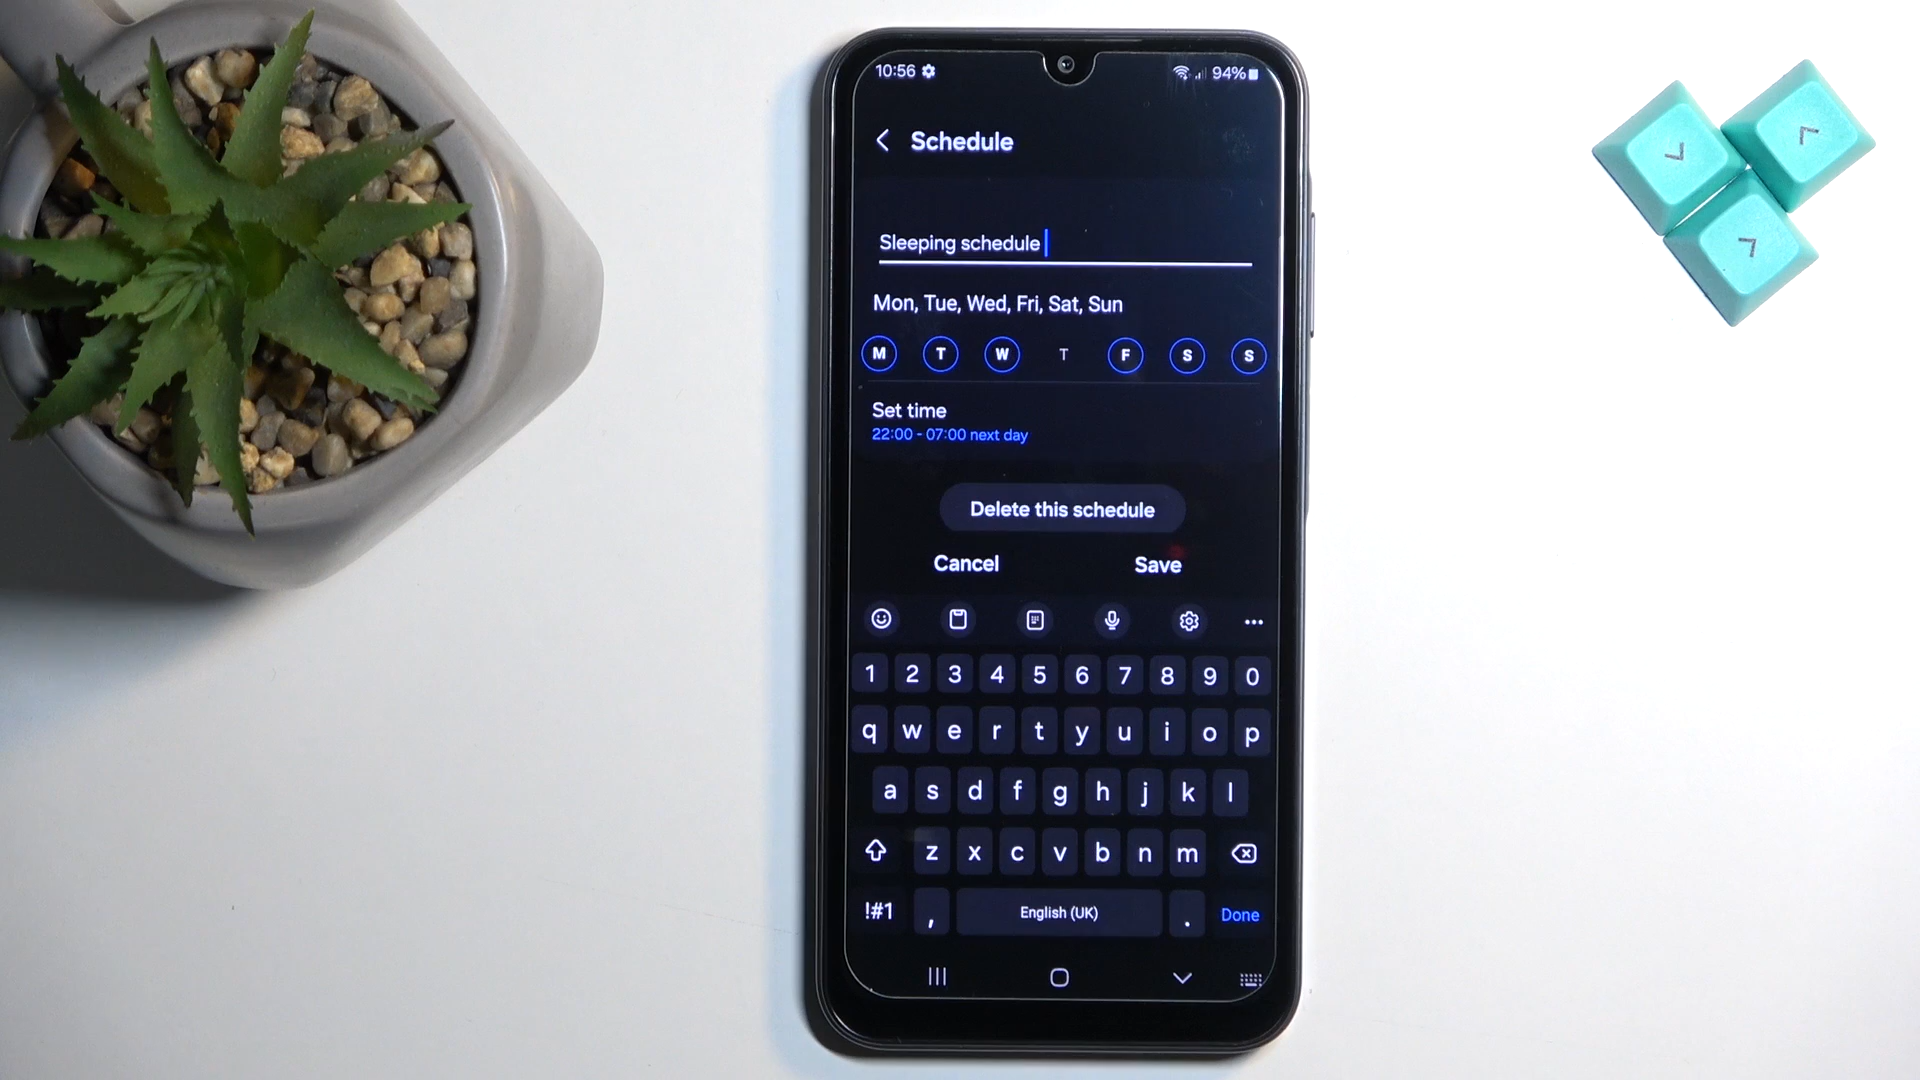 10:56 94%
Schedule
Sleeping schedule
Mon, Tue, Wed, Fri, Sat, Sun
M T W T F S S
Set time
22:00 - 07:00 next day
Delete this schedule
Cancel Save
1 2 3 4 5 6 7 8 9 0
q w e r t y u i o p
a s d f g h j k l
z x c v b n m
!#1 , English (UK) . Done